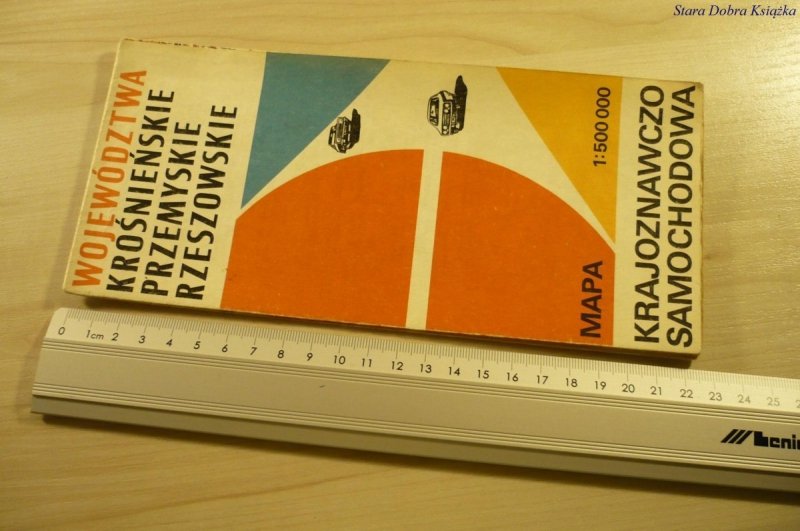 Stara Dobra Książka
WOJEWÓDZTWA
KROŚNIEŃSKIE
PRZEMYSKIE
RZESZOWSKIE
1:500 000
MAPA
KRAJOZNAWCZO
SAMOCHODOWA
0 1cm 2 3 4 5 6 7 8 9 10 11 12 13 14 15 16 17 18 19 20 21 22 23 24 25